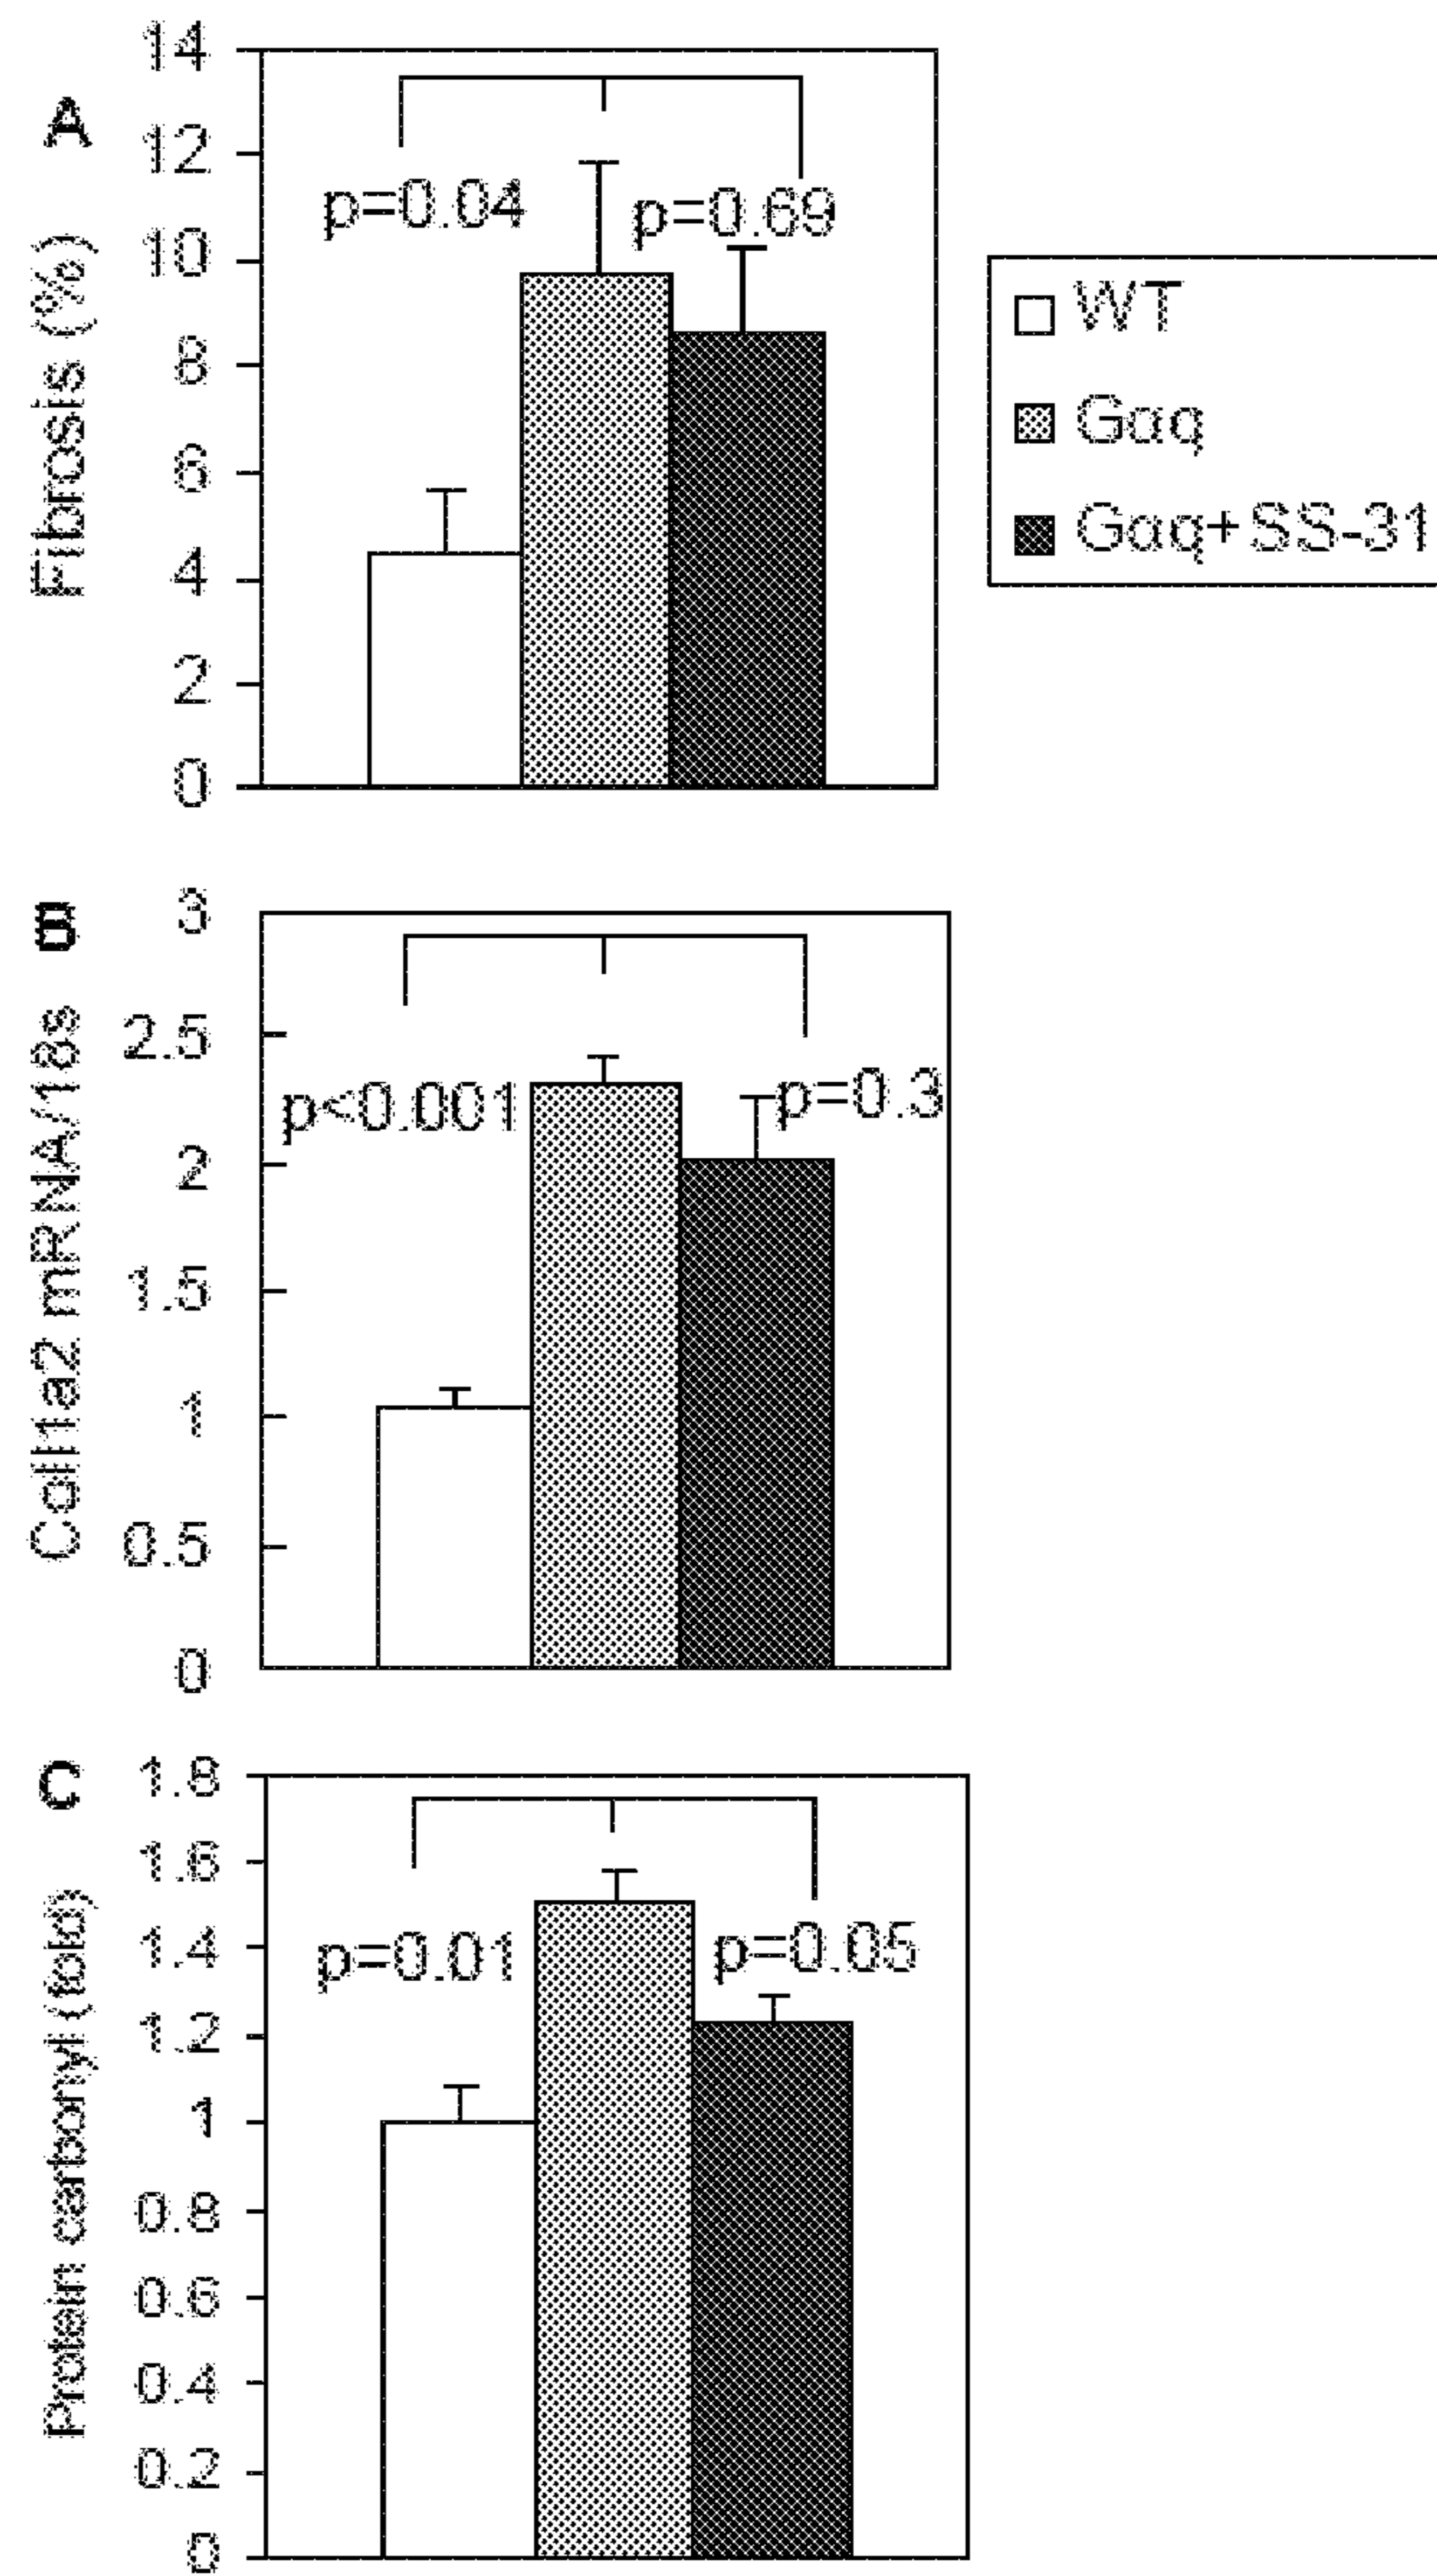 A
Fibrosis (%)
14
12
10
8
6
4
2
0
p=0.04
p=0.69
WT
Gαq
Gαq+SS-31
B
Coll1a2 mRNA/18s
3
2.5
2
1.5
1
0.5
0
p<0.001
p=0.3
C
Protein carbonyl (fold)
1.8
1.6
1.4
1.2
1
0.8
0.6
0.4
0.2
0
p=0.01
p=0.05